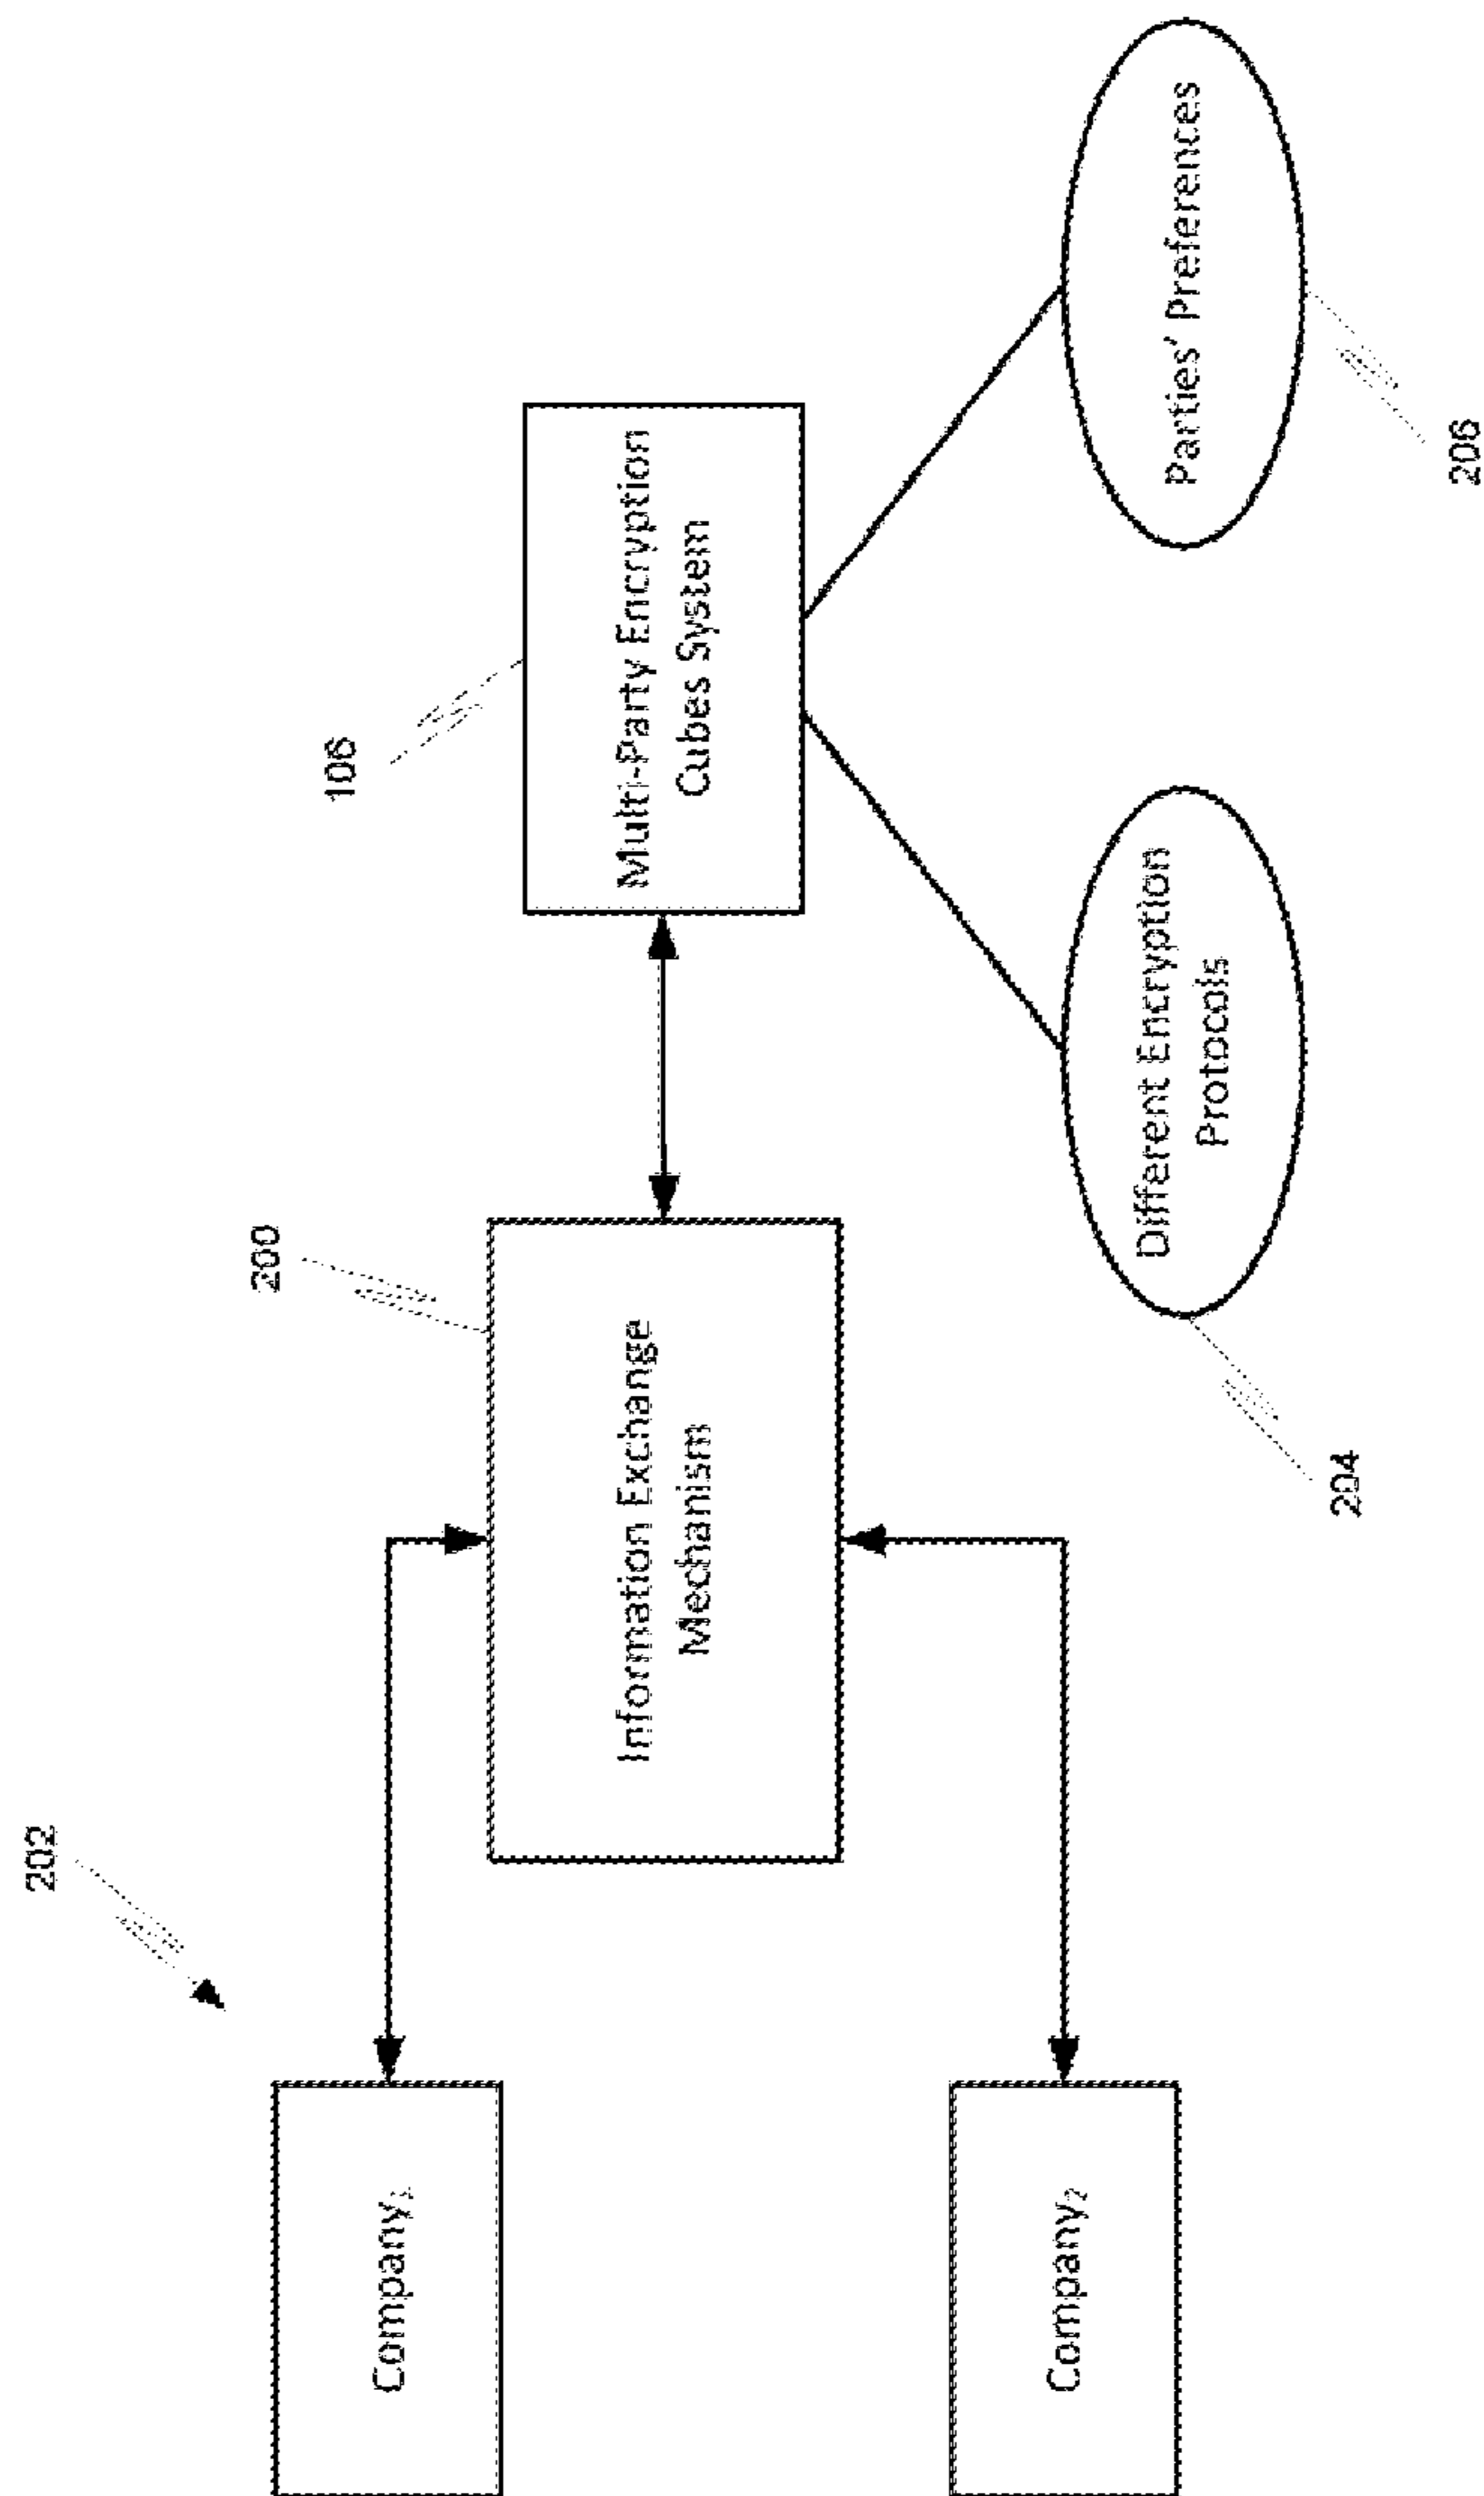 202
200
106
Company₁
Information Exchange
Mechanism
Multi-Party Encryption
Cubes System
Company₂
204
Different Encryption
Protocols
Parties' Preferences
206